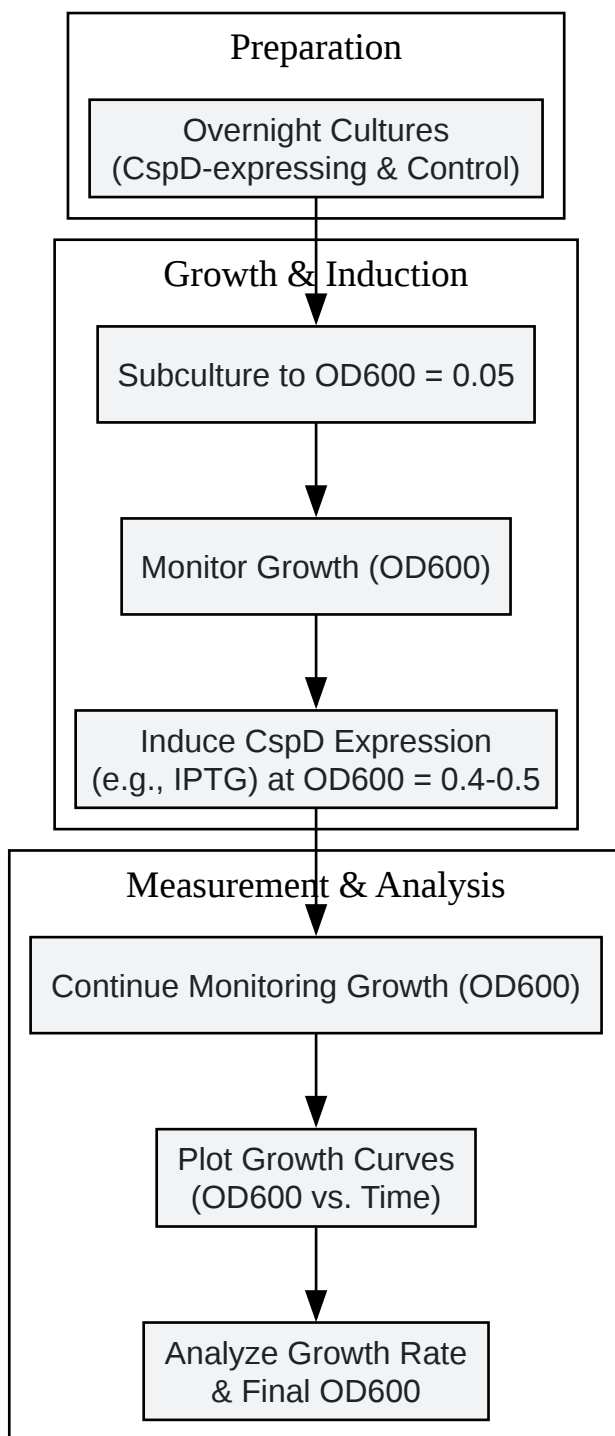 Preparation
Overnight Cultures
(CspD-expressing & Control)
Growth & Induction
Subculture to OD600 = 0.05
Monitor Growth (OD600)
Induce CspD Expression
(e.g., IPTG) at OD600 = 0.4-0.5
Measurement & Analysis
Continue Monitoring Growth (OD600)
Plot Growth Curves
(OD600 vs. Time)
Analyze Growth Rate
& Final OD600